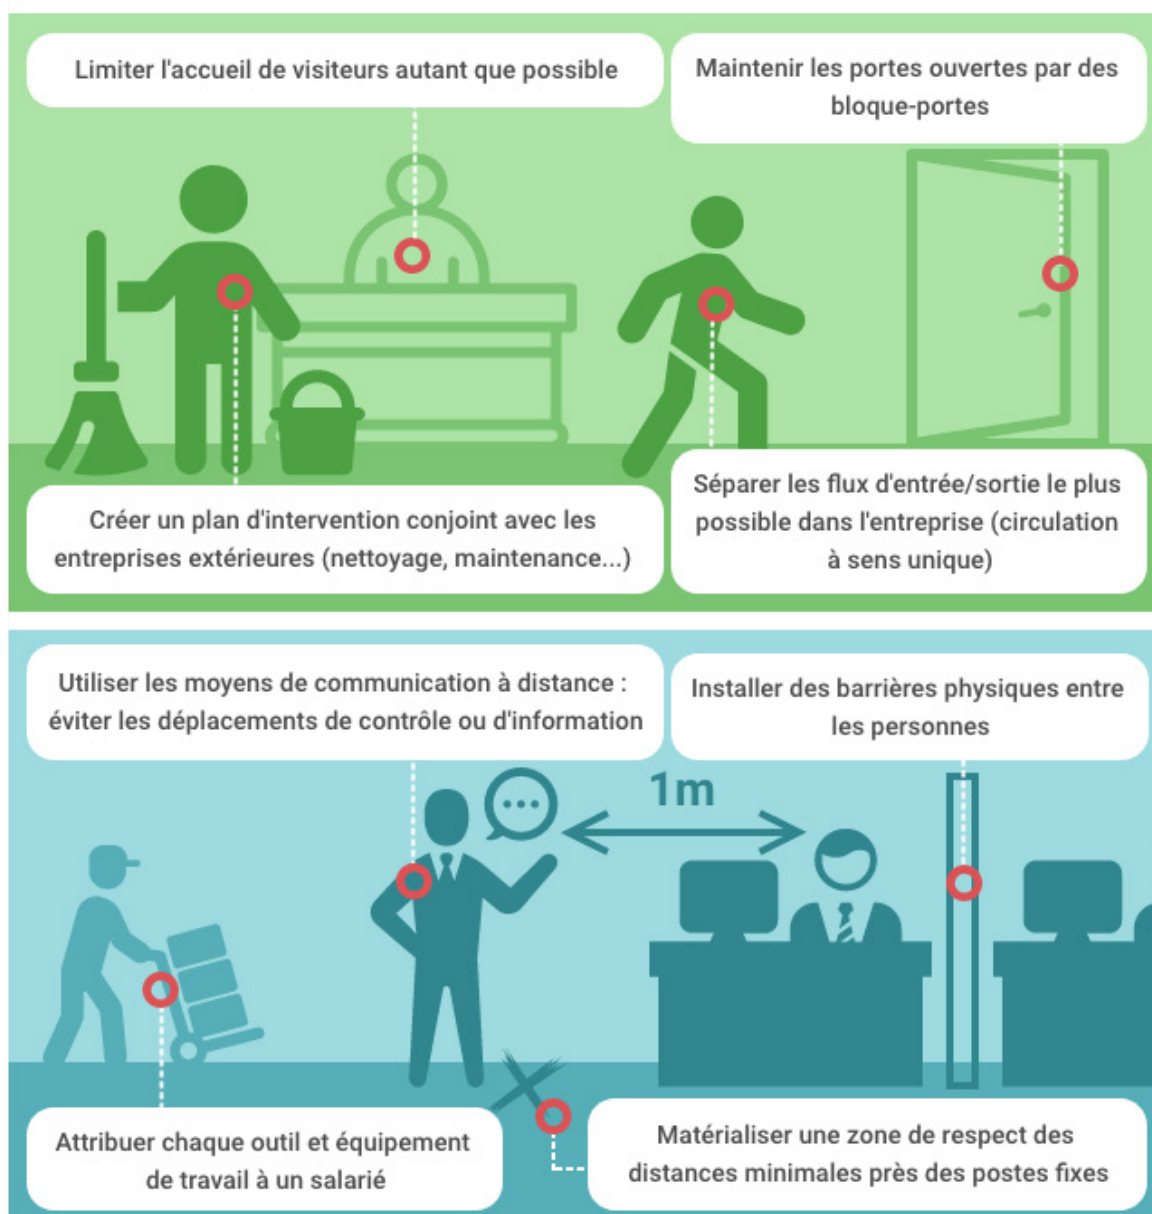 Limiter l'accueil de visiteurs autant que possible
Maintenir les portes ouvertes par des
bloque-portes
Créer un plan d'intervention conjoint avec les
entreprises extérieures (nettoyage, maintenance...)
Séparer les flux d'entrée/sortie le plus
possible dans l'entreprise (circulation
à sens unique)
Utiliser les moyens de communication à distance :
éviter les déplacements de contrôle ou d'information
Installer des barrières physiques entre
les personnes
1m
Attribuer chaque outil et équipement
de travail à un salarié
Matérialiser une zone de respect des
distances minimales près des postes fixes